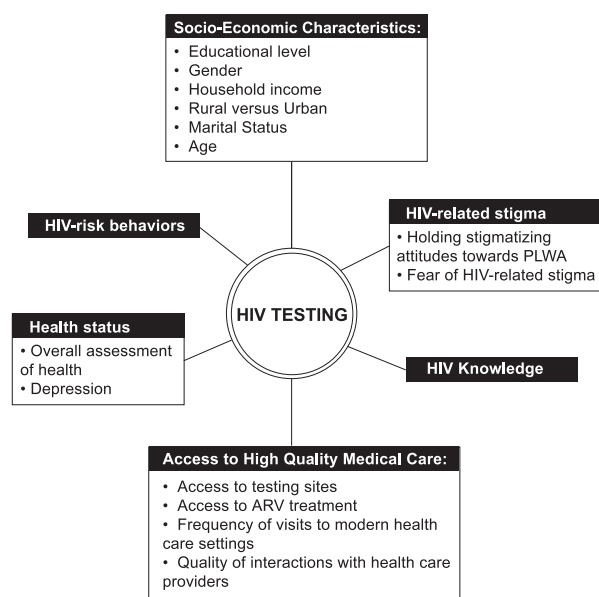 Socio-Economic Characteristics:
• Educational level
• Gender
• Household income
• Rural versus Urban
• Marital Status
• Age
HIV-risk behaviors
HIV-related stigma
• Holding stigmatizing
attitudes towards PLWA
• Fear of HIV-related stigma
HIV TESTING
Health status
• Overall assessment
of health
• Depression
HIV Knowledge
Access to High Quality Medical Care:
• Access to testing sites
• Access to ARV treatment
• Frequency of visits to modern health
care settings
• Quality of interactions with health care
providers